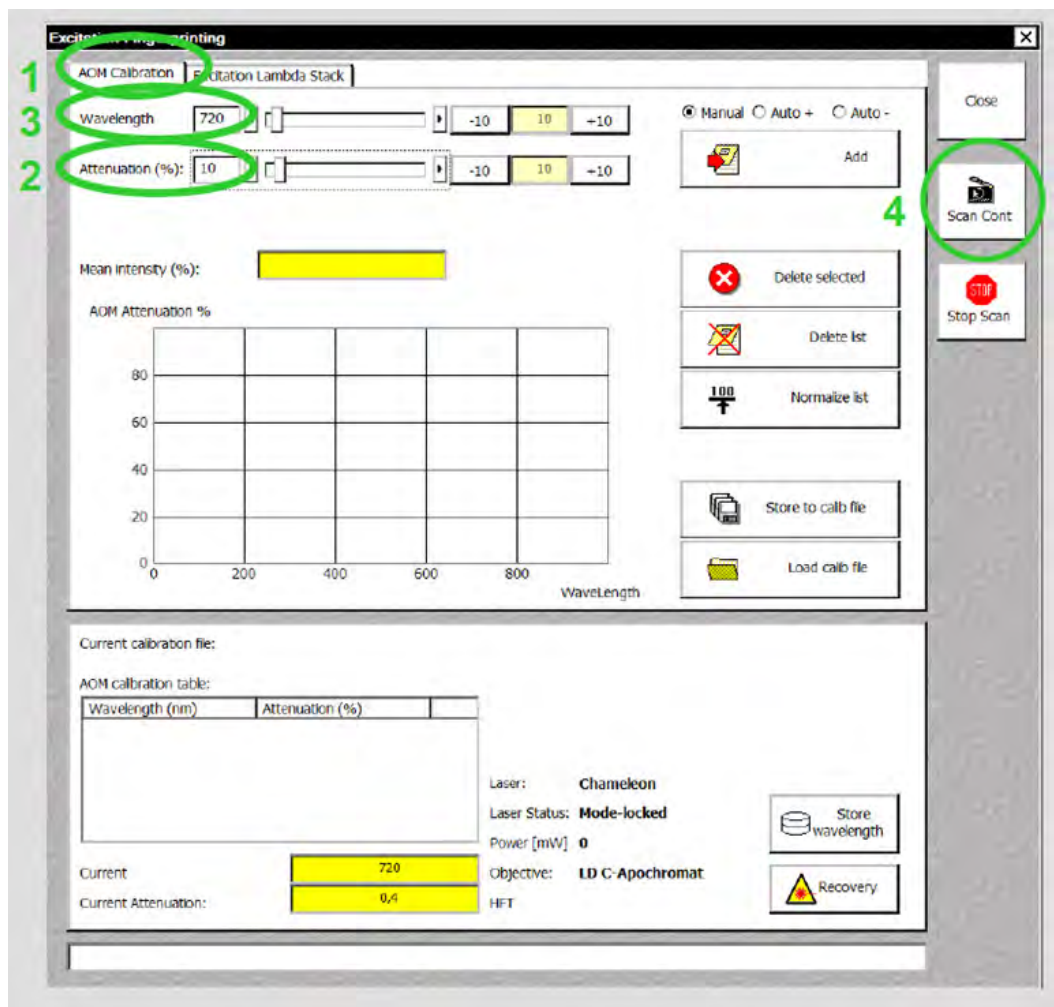 Excitation Fingerprinting
1
AOM Calibration
Excitation Lambda Stack
Close
3
Wavelength
720
-10
10
+10
Manual
Auto +
Auto -
2
Attenuation (%):
10
-10
10
+10
Add
4
Scan Cont
Mean intensity (%):
Delete selected
STOP
Stop Scan
AOM Attenuation %
Delete list
80
100
Normalize list
60
40
20
Store to calib file
0
0
200
400
600
800
WaveLength
Load calib file
Current calibration file:
AOM calibration table:
Wavelength (nm)
Attenuation (%)
Laser:
Chameleon
Laser Status:
Mode-locked
Store
wavelength
Power [mW]
0
Current
720
Objective:
LD C-Apochromat
Recovery
Current Attenuation:
0,4
HFT